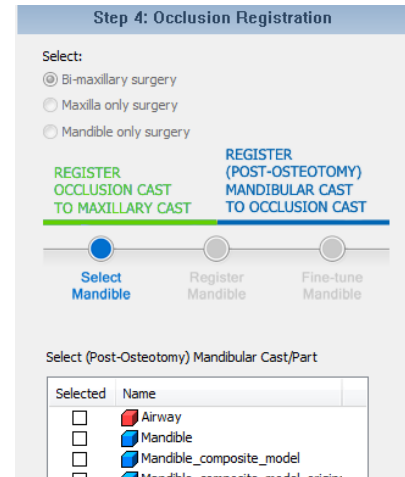 Step 4: Occlusion Registration
Select:
Bi-maxillary surgery
Maxilla only surgery
Mandible only surgery
REGISTER
OCCLUSION CAST
TO MAXILLARY CAST
REGISTER
(POST-OSTEOTOMY)
MANDIBULAR CAST
TO OCCLUSION CAST
Select
Mandible
Register
Mandible
Fine-tune
Mandible
Select (Post-Osteotomy) Mandibular Cast/Part
Selected Name
Airway
Mandible
Mandible_composite_model